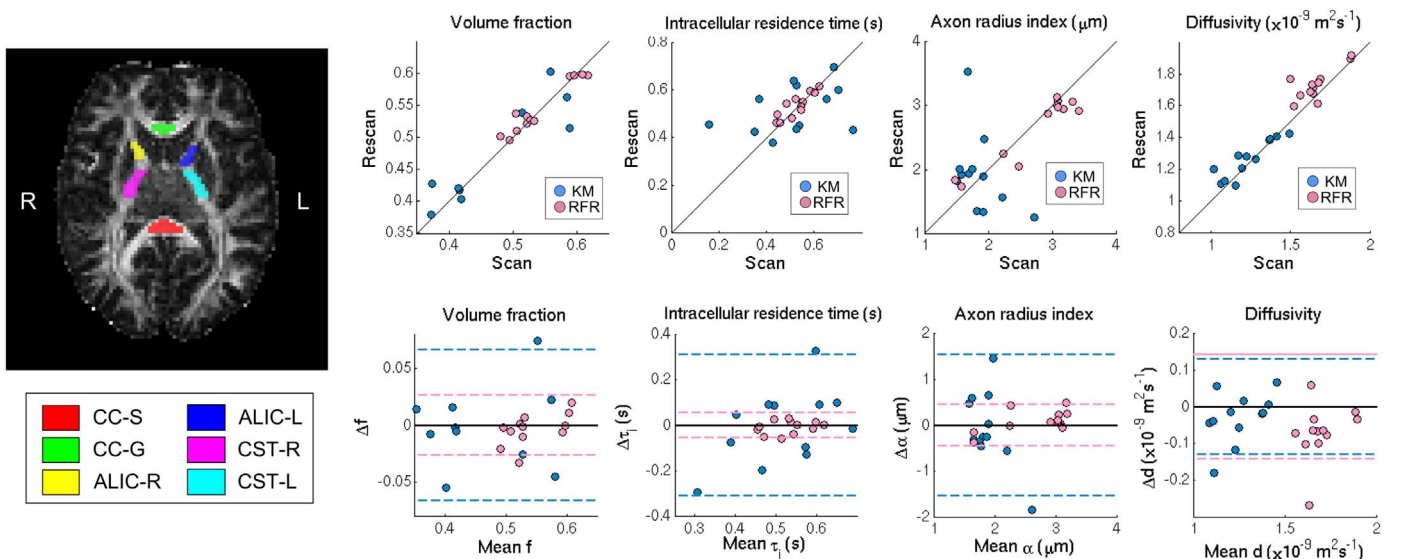 R
L
CC-S
ALIC-L
CC-G
CST-R
ALIC-R
CST-L
Volume fraction
Rescan
0.6
0.55
0.5
0.45
0.4
0.35
0.4
0.5
0.6
Scan
KM
RFR
Intracellular residence time (s)
Rescan
0.8
0.6
0.4
0.2
0
0
0.2
0.4
0.6
0.8
Scan
KM
RFR
Axon radius index (μm)
Rescan
4
3
2
1
1
2
3
4
Scan
KM
RFR
Diffusivity (x10⁻⁹ m²s⁻¹)
Rescan
1.8
1.6
1.4
1.2
1
1.5
2
Scan
KM
RFR
Volume fraction
Δf
0.05
0
-0.05
0.4
0.5
0.6
Mean f
Intracellular residence time (s)
Δτi (s)
0.4
0.2
0
-0.2
-0.4
0.3
0.4
0.5
0.6
Mean τi (s)
Axon radius index
Δα (μm)
2
1
0
-1
-2
1
2
3
4
Mean α (μm)
Diffusivity
Δd (x10⁻⁹ m²s⁻¹)
0.2
0.1
0
-0.1
-0.2
1
1.5
2
Mean d (x10⁻⁹ m²s⁻¹)